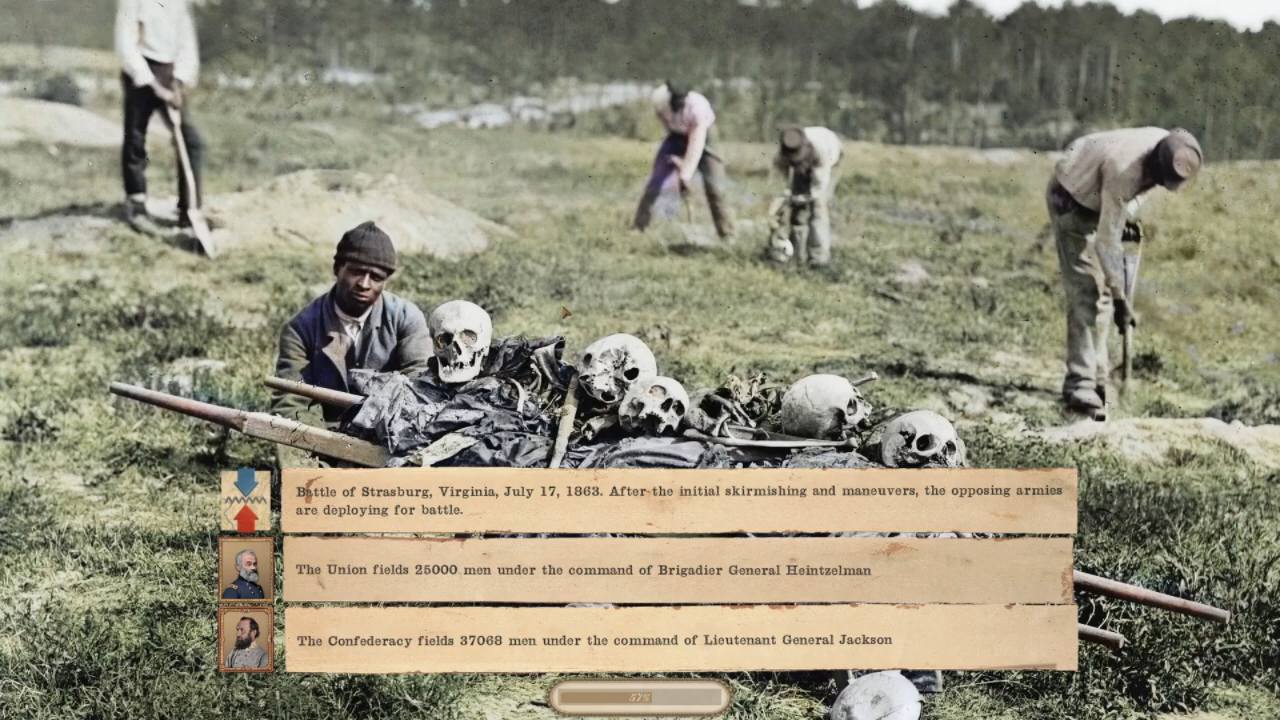 Battle of Strasburg, Virginia, July 17, 1863. After the initial skirmishing and maneuvers, the opposing armies
are deploying for battle.
The Union fields 25000 men under the command of Brigadier General Heintzelman
The Confederacy fields 37068 men under the command of Lieutenant General Jackson
57%